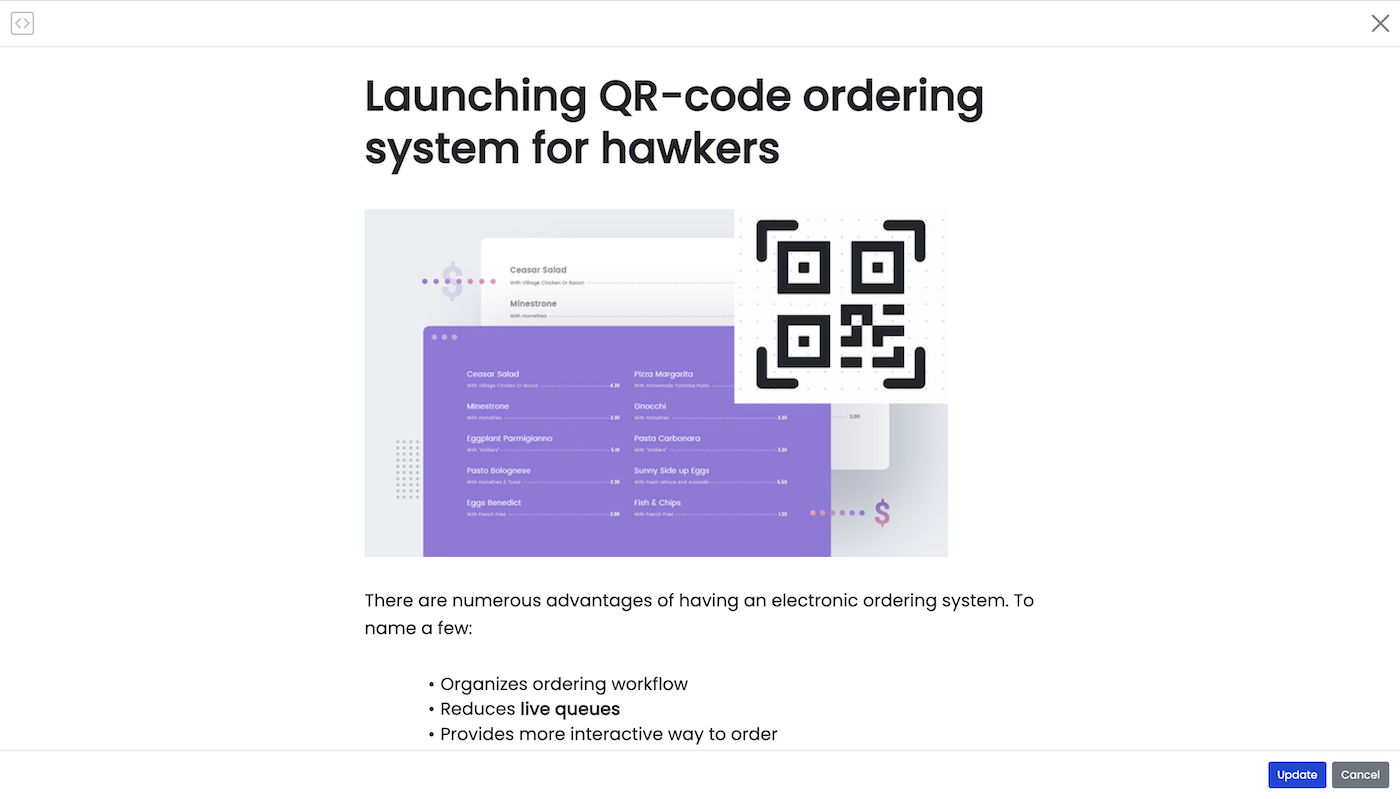 Launching QR-code ordering
system for hawkers
$
Ceasar Salad
With Village Chicken Or Bacon
Minestrone
With Homefries
Ceasar Salad
With Village Chicken Or Bacon 4.30
Minestrone
With Homefries 3.30
Eggplant Parmigianno
With "Soldiers" 5.10
Pasto Bolognese
With Homefries & Toast 3.30
Eggs Benedict
With French Fries 2.00
Pizza Margarita
With Homemade Tomatoe Pasta
Gnocchi
With Homefries 3.30
Pasta Carbonara
With "Soldiers" 3.30
Sunny Side up Eggs
With Fresh Lettuce And Avocado 5.50
Fish & Chips
With French Fries 1.20
2.00
$
There are numerous advantages of having an electronic ordering system. To
name a few:
• Organizes ordering workflow
• Reduces live queues
• Provides more interactive way to order
Update
Cancel